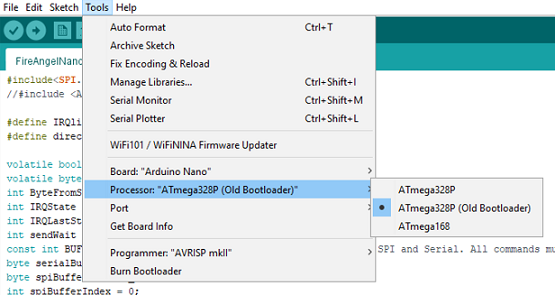 File Edit Sketch Tools Help
Auto Format Ctrl+T
Archive Sketch
Fix Encoding & Reload
Manage Libraries... Ctrl+Shift+I
Serial Monitor Ctrl+Shift+M
Serial Plotter Ctrl+Shift+L
WiFi101 / WiFiNINA Firmware Updater
Board: "Arduino Nano"
Processor: "ATmega328P (Old Bootloader)"
Port
Get Board Info
Programmer: "AVRISP mkII"
Burn Bootloader
ATmega328P
ATmega328P (Old Bootloader)
ATmega168
FireAngelNano
#include<SPI.
//#include <A
#define IRQli
#define direc
volatile bool
volatile byte
int ByteFromS
int IRQState
int IRQLastSt
int sendWait
const int BUF SPI and Serial. All commands mu
byte serialBu
byte spiBuffe
int spiBufferIndex = 0;